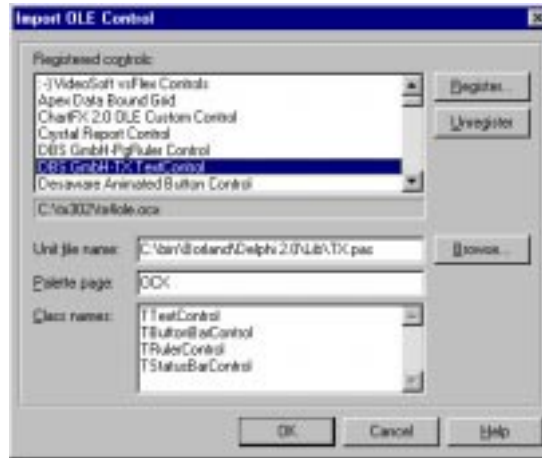 Import OLE Control
Registered controls:
:-) VideoSoft vsFlex Controls
Apex Data Bound Grid
ChartFX 2.0 OLE Custom Control
Crystal Report Control
DBS GmbH-PgRuler Control
DBS GmbH-TX TextControl
Desaware Animated Button Control
Register...
Unregister
Unit file name:
C:\bin\Borland\Delphi 2.0\Lib\TX.pas
Browse...
Palette page:
OCX
Class names:
TTextControl
TButtonBarControl
TRulerControl
TStatusBarControl
OK
Cancel
Help